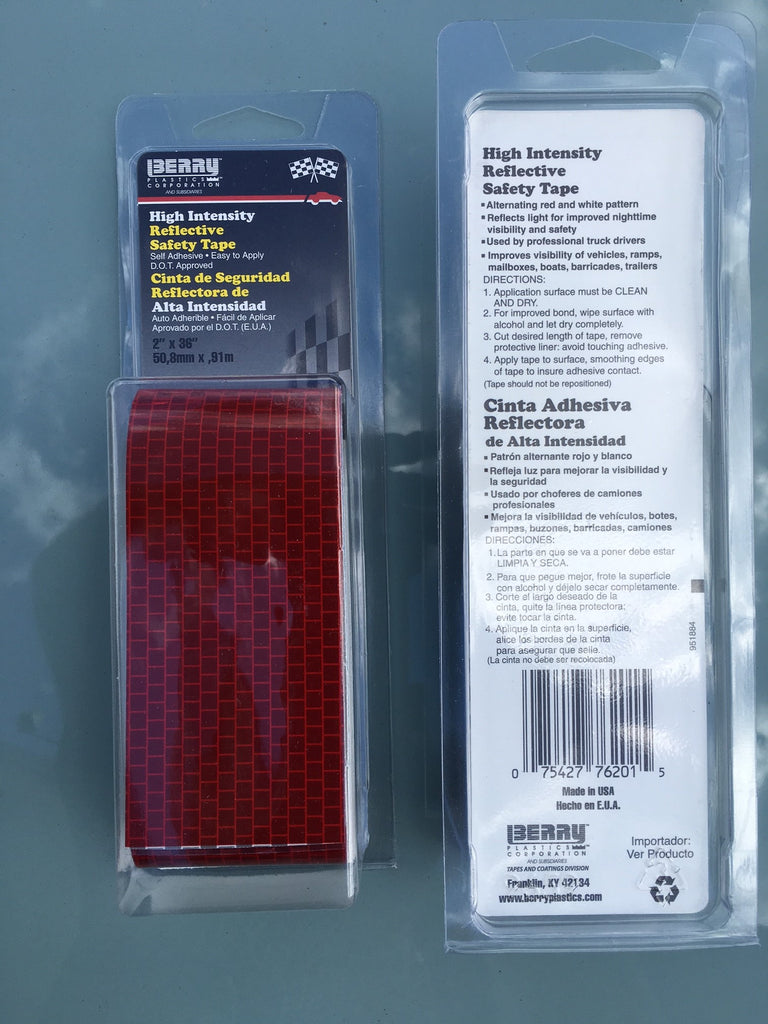 BERRY™
PLASTICS
CORPORATION
AND SUBSIDIARIES
High Intensity
Reflective
Safety Tape
Self Adhesive • Easy to Apply
D.O.T. Approved
Cinta de Seguridad
Reflectora de
Alta Intensidad
Auto Adherible • Fácil de Aplicar
Aprovado por el D.O.T. (E.U.A.)
2" x 36"
50,8mm x ,91m
High Intensity
Reflective
Safety Tape
▪ Alternating red and white pattern
▪ Reflects light for improved nighttime
visibility and safety
▪ Used by professional truck drivers
▪ Improves visibility of vehicles, ramps,
mailboxes, boats, barricades, trailers
DIRECTIONS:
1. Application surface must be CLEAN
AND DRY.
2. For improved bond, wipe surface with
alcohol and let dry completely.
3. Cut desired length of tape, remove
protective liner: avoid touching adhesive.
4. Apply tape to surface, smoothing edges
of tape to insure adhesive contact.
(Tape should not be repositioned)
Cinta Adhesiva
Reflectora
de Alta Intensidad
▪ Patrón alternante rojo y blanco
▪ Refleja luz para mejorar la visibilidad y
la seguridad
▪ Usado por choferes de camiones
profesionales
▪ Mejora la visibilidad de vehículos, botes,
rampas, buzones, barricadas, camiones
DIRECCIONES:
1. La parte en que se va a poner debe estar
LIMPIA Y SECA.
2. Para que pegue mejor, frote la superficie
con alcohol y déjelo secar completamente.
3. Corte el largo deseado de la
cinta, quite la línea protectora:
evite tocar la cinta.
4. Aplique la cinta en la superficie,
alice los bordes de la cinta
para asegurar que selle.
(La cinta no debe ser recolocada)
951884
0 75427 76201 5
Made in USA
Hecho en E.U.A.
BERRY™
PLASTICS
CORPORATION
AND SUBSIDIARIES
TAPES AND COATINGS DIVISION
Franklin, KY 42134
www.berryplastics.com
Importador:
Ver Producto